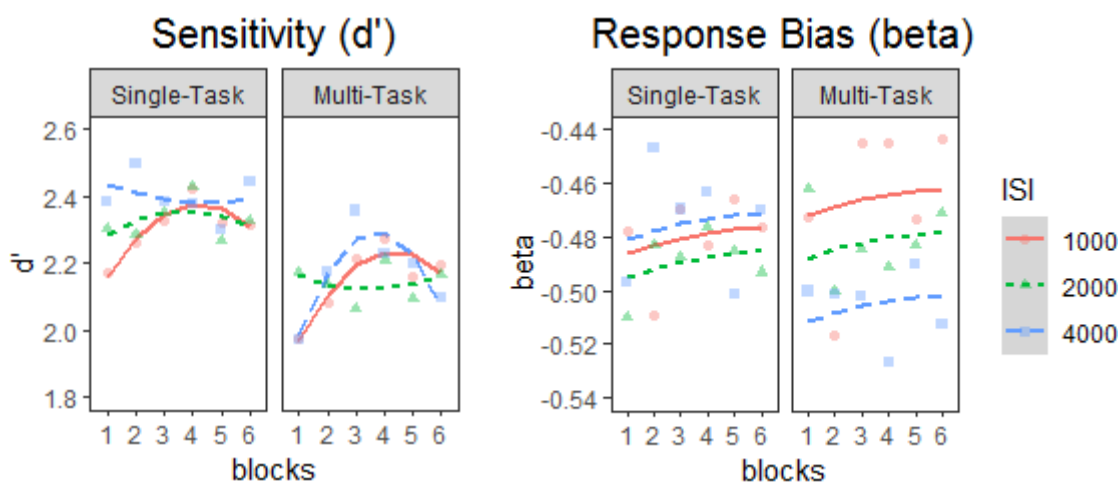 Sensitivity (d')
Single-Task
Multi-Task
d'
2.6
2.4
2.2
2.0
1.8
1 2 3 4 5 6
1 2 3 4 5 6
blocks
Response Bias (beta)
Single-Task
Multi-Task
beta
-0.44
-0.46
-0.48
-0.50
-0.52
-0.54
1 2 3 4 5 6
1 2 3 4 5 6
blocks
ISI
1000
2000
4000